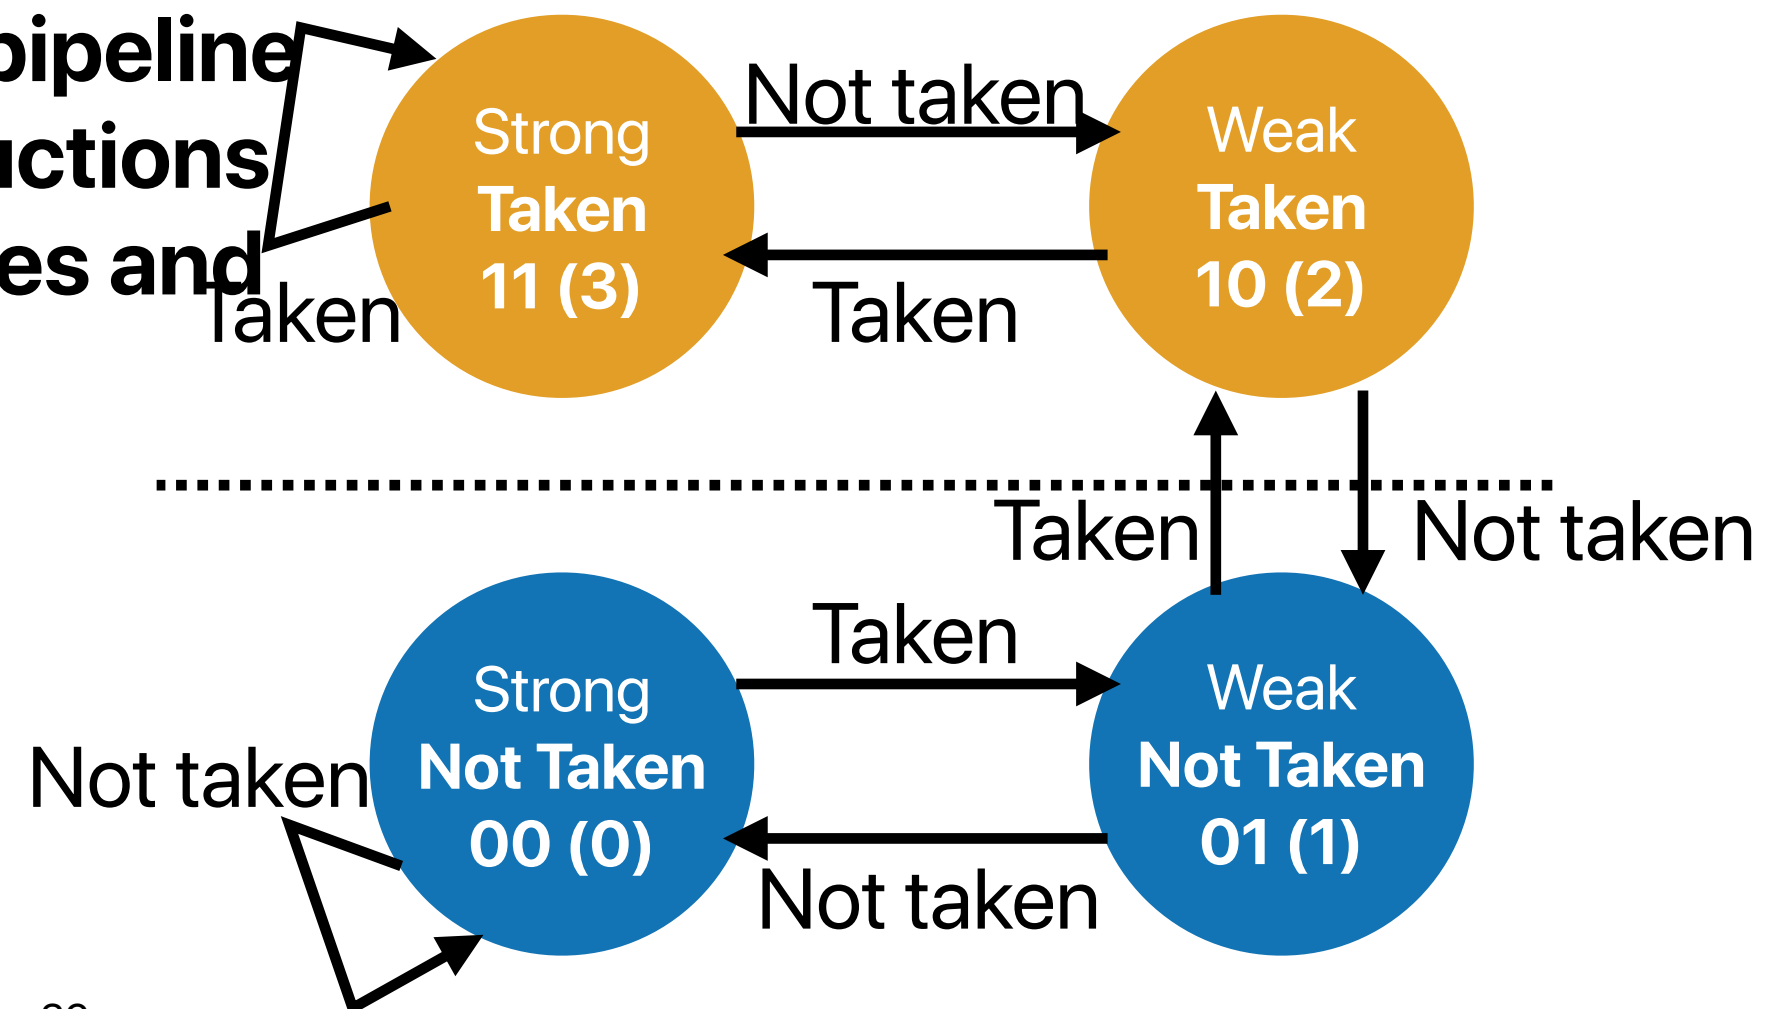 pipeline
uctions
es and
Taken
Strong
Taken
11 (3)
Not taken
Taken
Weak
Taken
10 (2)
Taken
Not taken
Strong
Not Taken
00 (0)
Not taken
Taken
Not taken
Weak
Not Taken
01 (1)